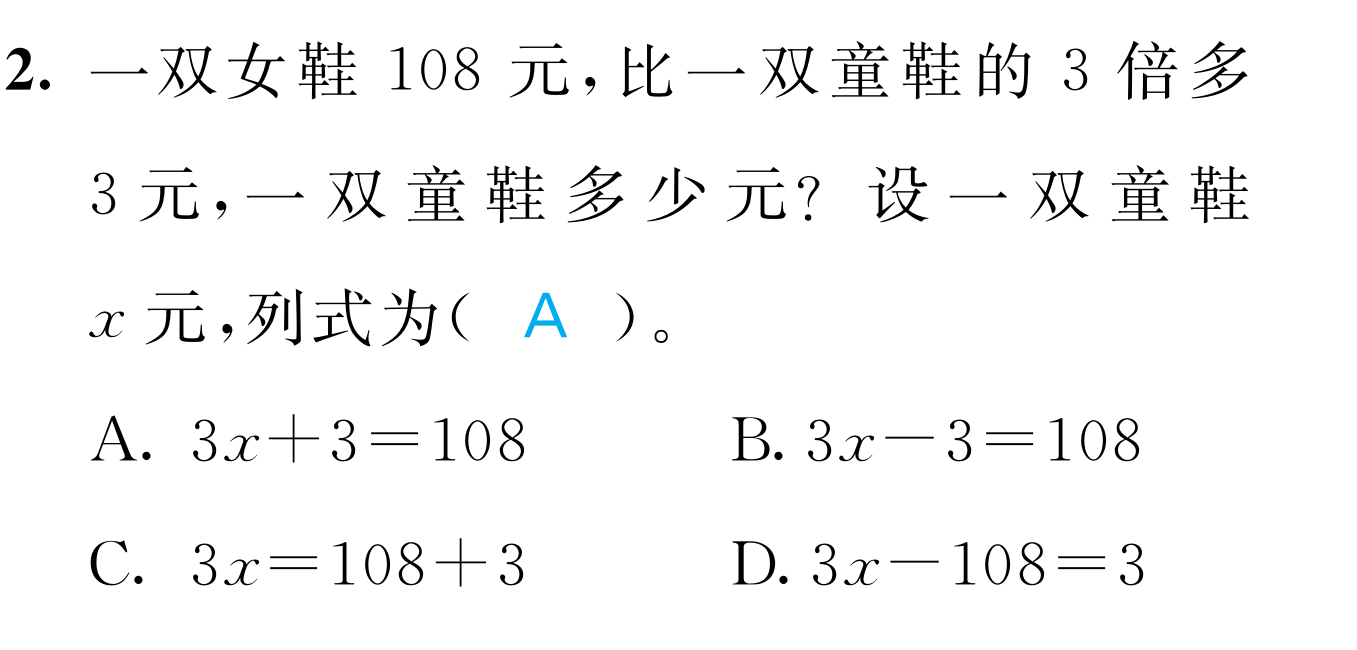 2. 一双女鞋 108 元,比一双童鞋的 3 倍多
3 元,一双童鞋多少元? 设一双童鞋
x 元,列式为( A )。
A. 3x+3=108 B. 3x-3=108
C. 3x=108+3 D. 3x-108=3